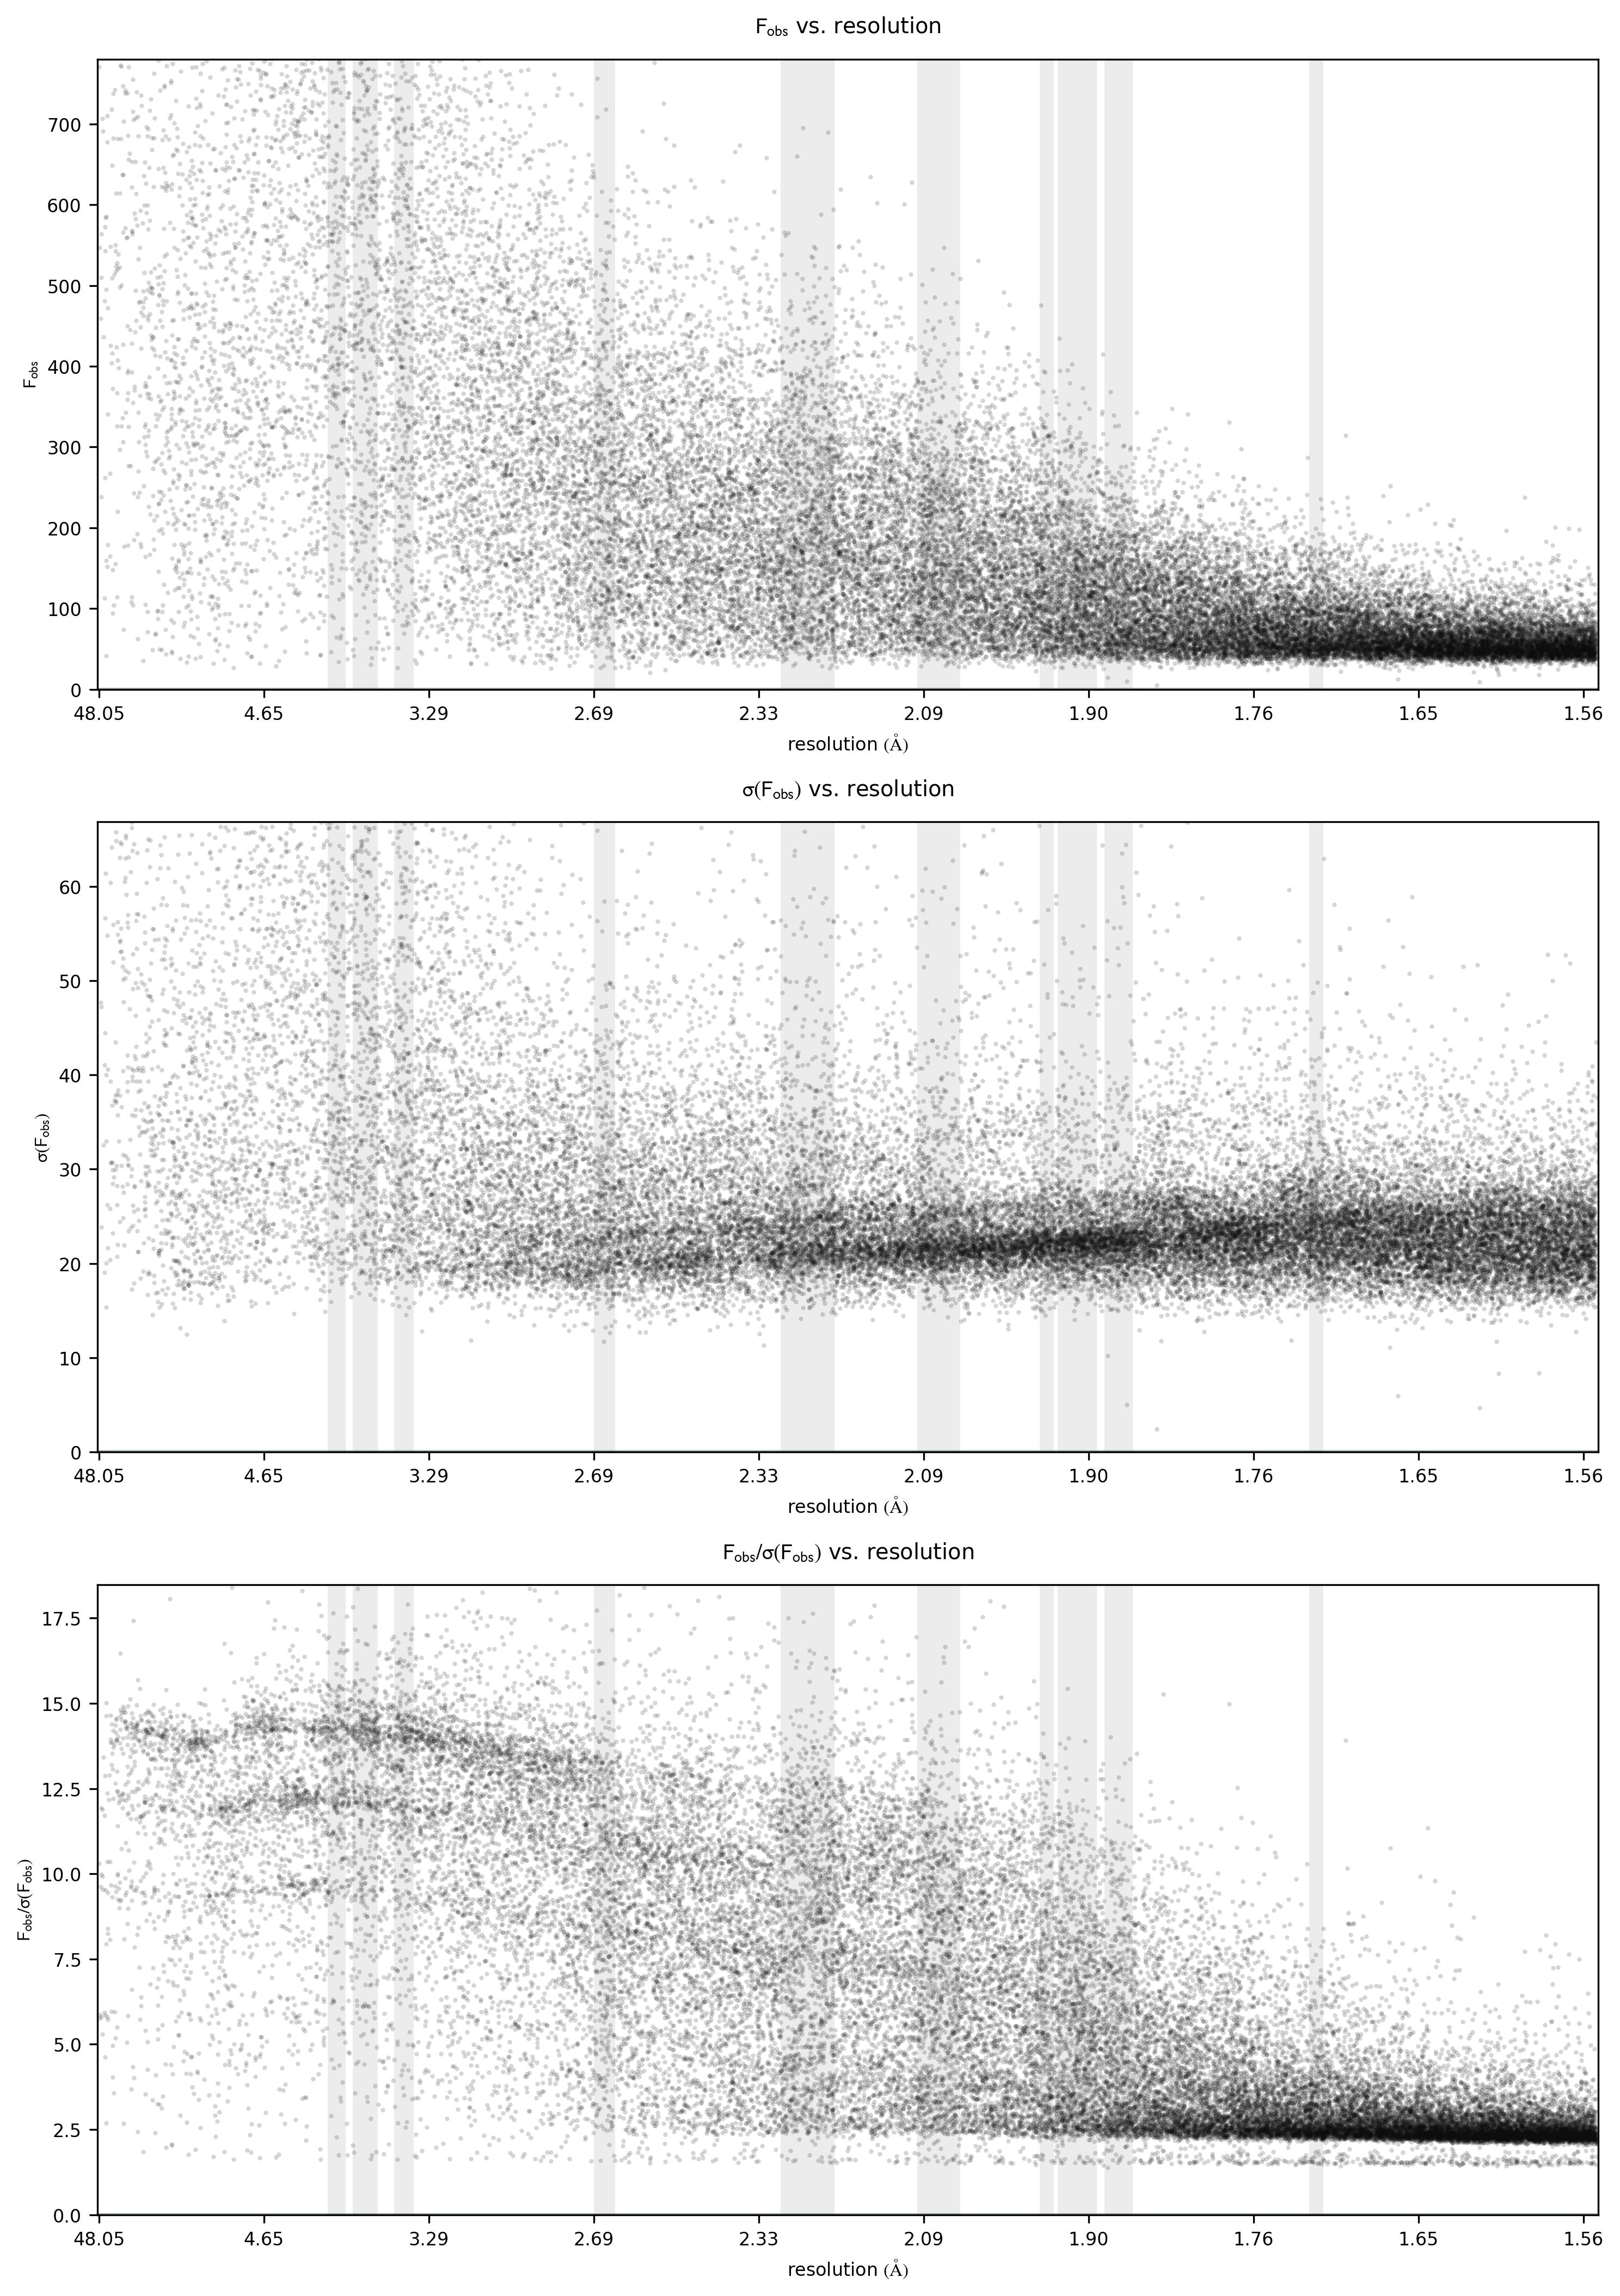 Fobs vs. resolution
700
600
500
400
300
200
100
0
Fobs
48.05 4.65 3.29 2.69 2.33 2.09 1.90 1.76 1.65 1.56
resolution (Å)
σ(Fobs) vs. resolution
60
50
40
30
20
10
0
σ(Fobs)
48.05 4.65 3.29 2.69 2.33 2.09 1.90 1.76 1.65 1.56
resolution (Å)
Fobs/σ(Fobs) vs. resolution
17.5
15.0
12.5
10.0
7.5
5.0
2.5
0.0
Fobs/σ(Fobs)
48.05 4.65 3.29 2.69 2.33 2.09 1.90 1.76 1.65 1.56
resolution (Å)